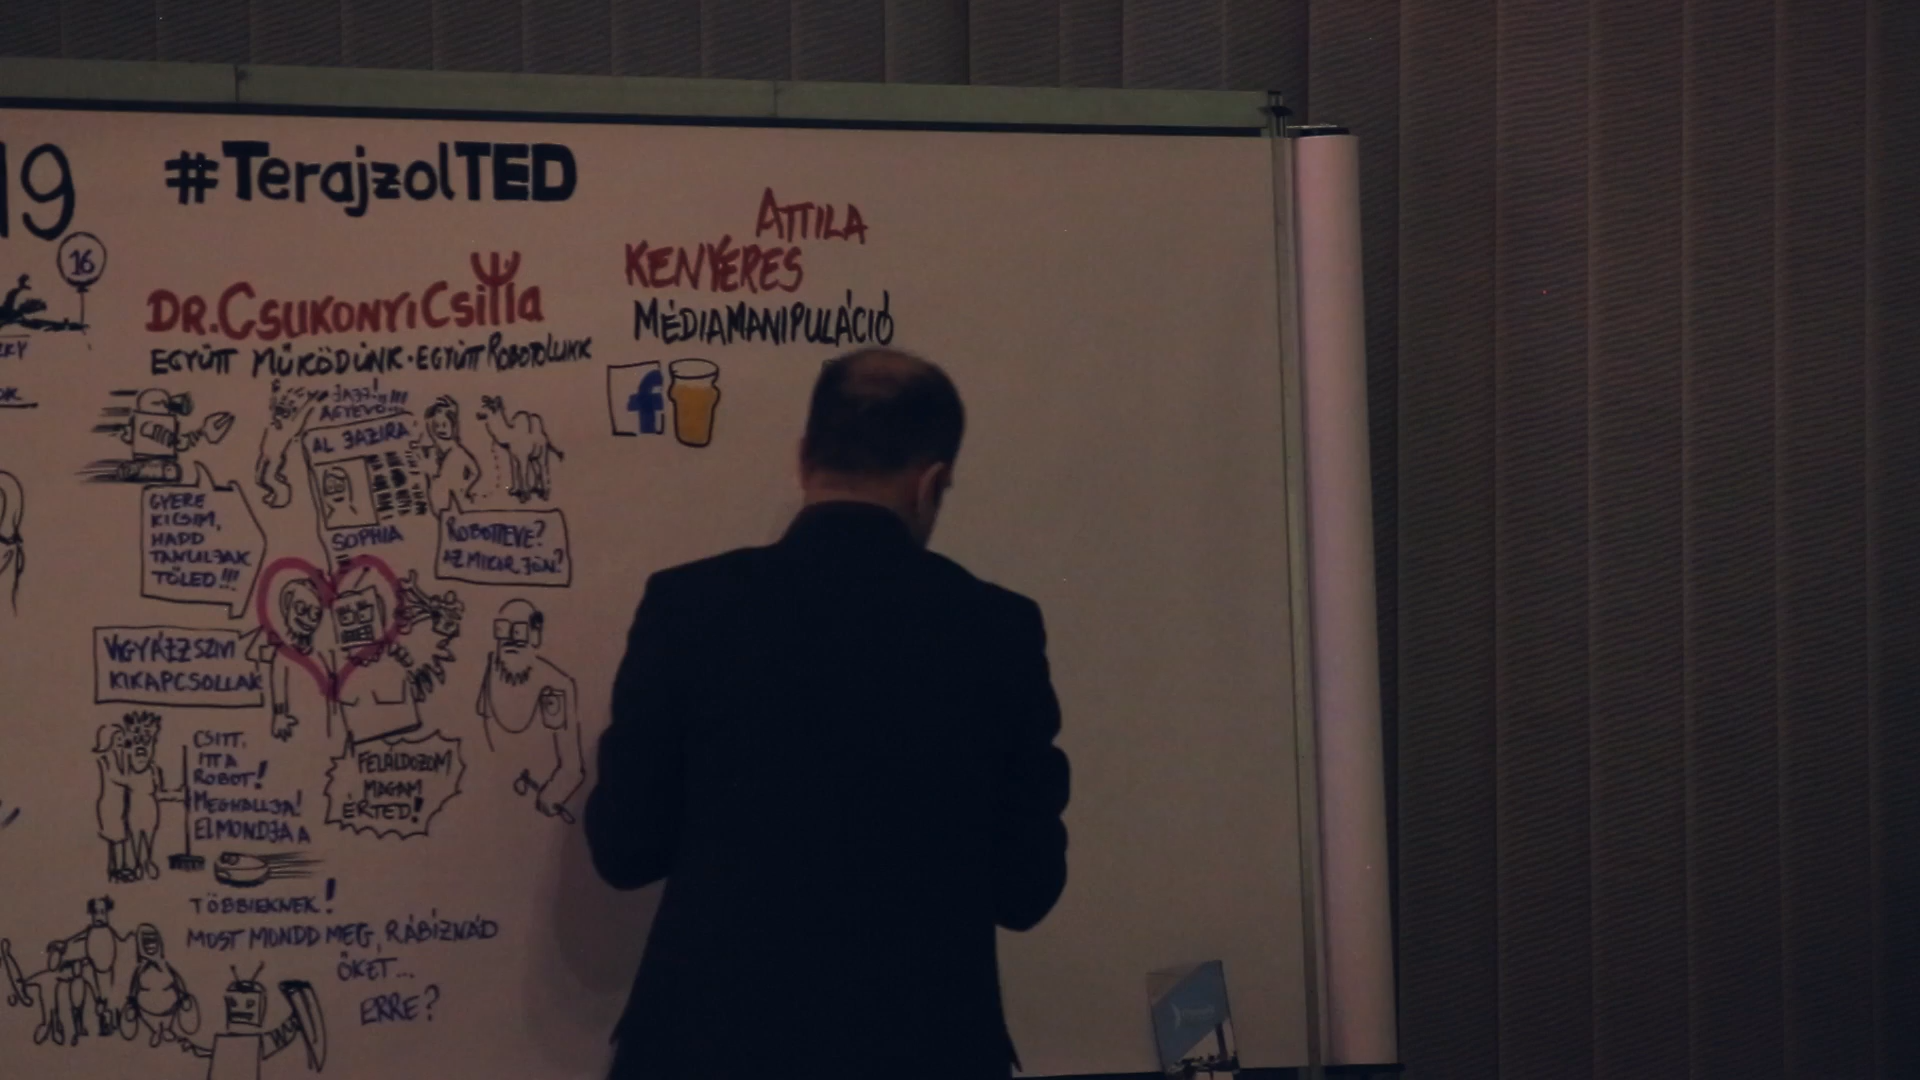 19
#TerajzolTED
16
DR. CSUKONYI Csilla
EGYÜTT MŰKÖDÜNK · EGYÜTT ROBOTOLUNK
ATTILA
KENYERES
MÉDIAMANIPULÁCIÓ
f
AL JAZIRA
SOPHIA
GYERE
KICSIM,
HADD
TANULJAK
TŐLED!!!
ROBOTTEVE?
AZ MIKOR JÖN?
VIGYÁZZ SZIVI
KIKAPCSOLLAK
CSITT,
ITT A
ROBOT!
MEGHALLJA!
ELMONDJA A
TÖBBIEKNEK!
FELÁLDOZOM
MAGAM
ÉRTED!
MOST MONDD MEG, RÁBÍZNÁD
ŐKET...
ERRE?